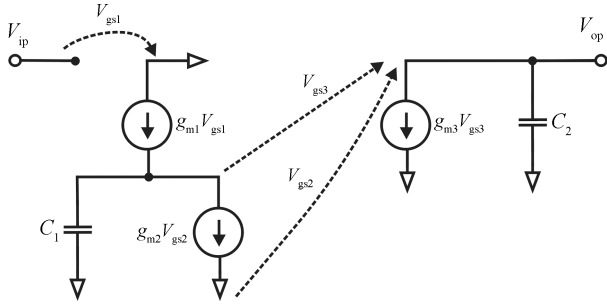 V_gs1
V_ip
V_op
V_gs3
g_m1V_gs1
g_m3V_gs3
C_2
V_gs2
C_1
g_m2V_gs2